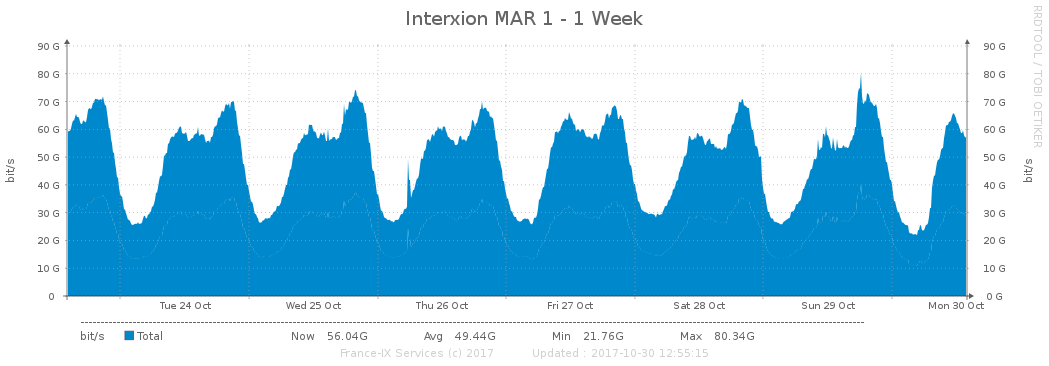 Interxion MAR 1 - 1 Week
RRDTOOL / TOBI OETIKER
90 G 90 G
80 G 80 G
70 G 70 G
60 G 60 G
50 G 50 G
40 G 40 G
30 G 30 G
20 G 20 G
10 G 10 G
0 0 G
bit/s bit/s
Tue 24 Oct Wed 25 Oct Thu 26 Oct Fri 27 Oct Sat 28 Oct Sun 29 Oct Mon 30 Oct
bit/s Total Now 56.04G Avg 49.44G Min 21.76G Max 80.34G
France-IX Services (c) 2017 Updated : 2017-10-30 12:55:15